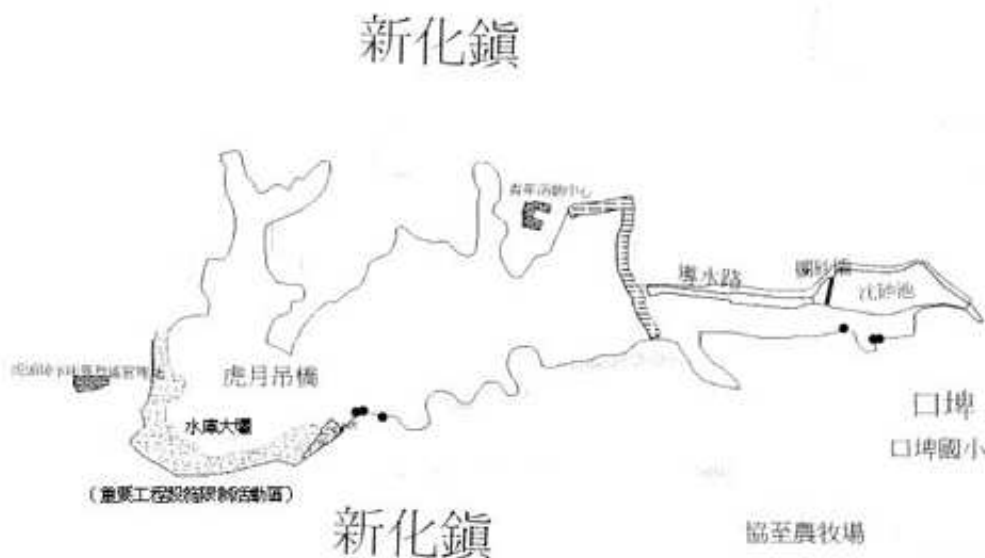 新化鎮
青年活動中心
導水路
攔砂壩
沈砂池
虎月吊橋
水庫大壩
口埤
口埤國小
(重要工程設施限制活動區)
新化鎮
協至農牧場